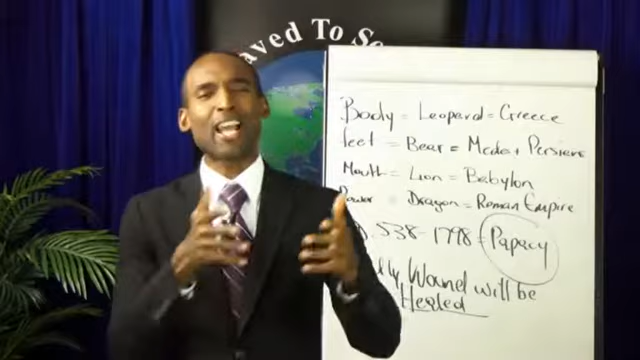 aved To Se
Body = Leopard = Greece
feet = Bear = Medes + Persians
Mouth = Lion = Babylon
Power Dragon = Roman Empire
538-1798 = Papacy
Wound will be
Healed